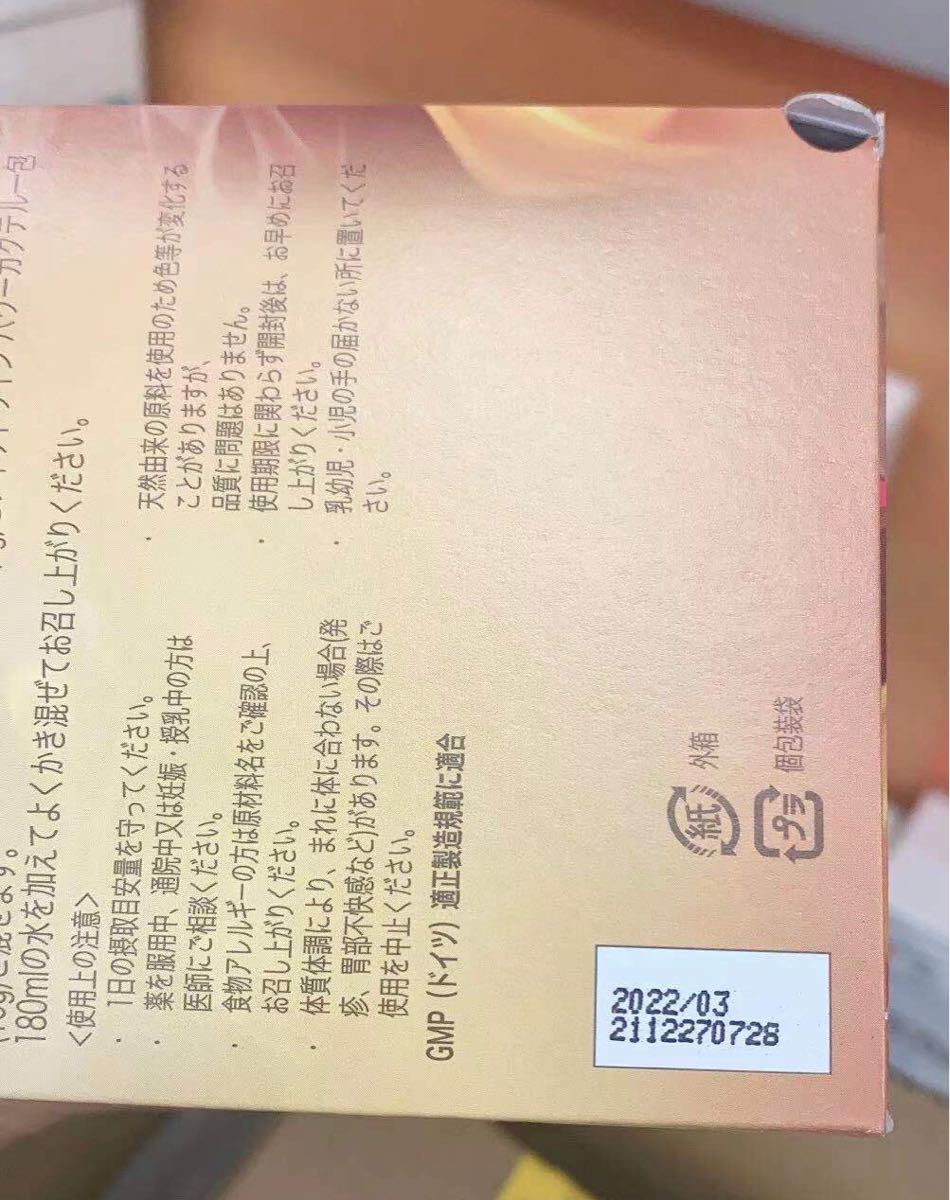 180mlの水を加えてよくかき混ぜてお召し上がりください。
<使用上の注意>
・ 1日の摂取目安量を守ってください。
・ 薬を服用中、通院中又は妊娠・授乳中の方は
医師にご相談ください。
・ 食物アレルギーの方は原材料名をご確認の上、
お召し上がりください。
・ 体質体調により、まれに体に合わない場合(発
疹、胃部不快感など)があります。その際はご
使用を中止ください。
・ 天然由来の原料を使用のため色等が変化する
ことがありますが、
品質に問題はありません。
・ 使用期限に関わらず開封後は、お早めにお召
し上がりください。
・ 乳幼児・小児の手の届かない所に置いてくだ
さい。
GMP（ドイツ）適正製造規範に適合
紙 外箱
プラ 個包装袋
2022/03
2112270728